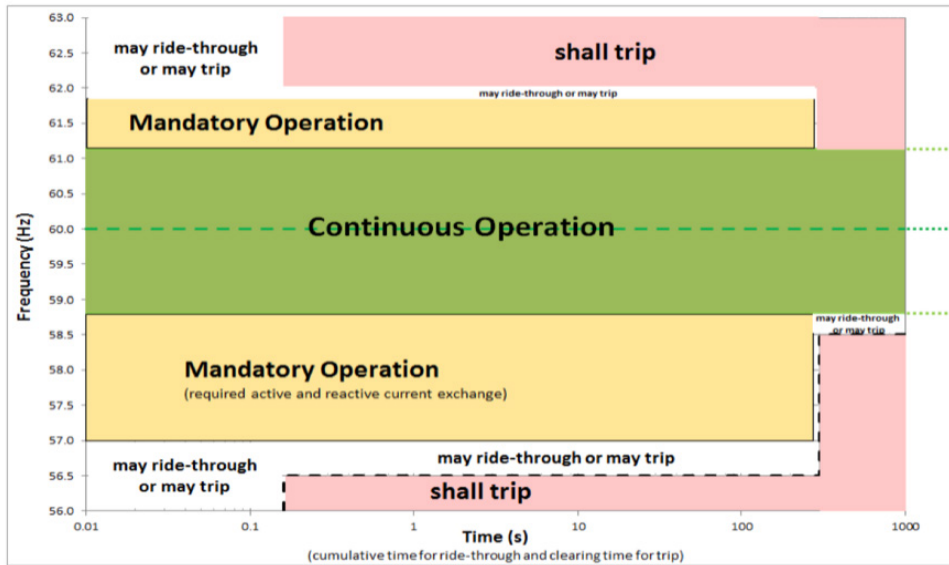 63.0
62.5
62.0
61.5
61.0
60.5
60.0
59.5
59.0
58.5
58.0
57.5
57.0
56.5
56.0
Frequency (Hz)
may ride-through
or may trip
shall trip
may ride-through or may trip
Mandatory Operation
Continuous Operation
may ride-through
or may trip
Mandatory Operation
(required active and reactive current exchange)
may ride-through or may trip
may ride-through
or may trip
shall trip
0.01
0.1
1
10
100
1000
Time (s)
(cumulative time for ride-through and clearing time for trip)